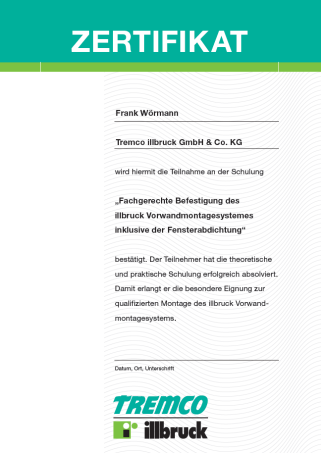 ZERTIFIKAT
Frank Wörmann
Tremco illbruck GmbH & Co. KG
wird hiermit die Teilnahme an der Schulung
„Fachgerechte Befestigung des
illbruck Vorwandmontagesystemes
inklusive der Fensterabdichtung“
bestätigt. Der Teilnehmer hat die theoretische
und praktische Schulung erfolgreich absolviert.
Damit erlangt er die besondere Eignung zur
qualifizierten Montage des illbruck Vorwand-
montagesystems.
Datum, Ort, Unterschrift
TREMCO
illbruck